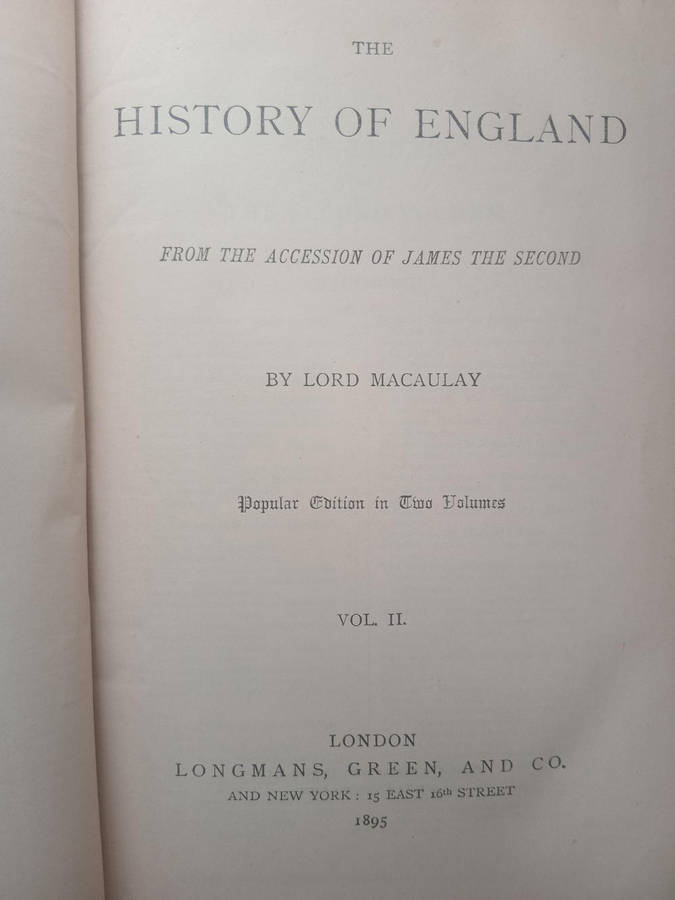 THE
HISTORY OF ENGLAND
FROM THE ACCESSION OF JAMES THE SECOND
BY LORD MACAULAY
Popular Edition in Two Volumes
VOL. II.
LONDON
LONGMANS, GREEN, AND CO.
AND NEW YORK : 15 EAST 16th STREET
1895